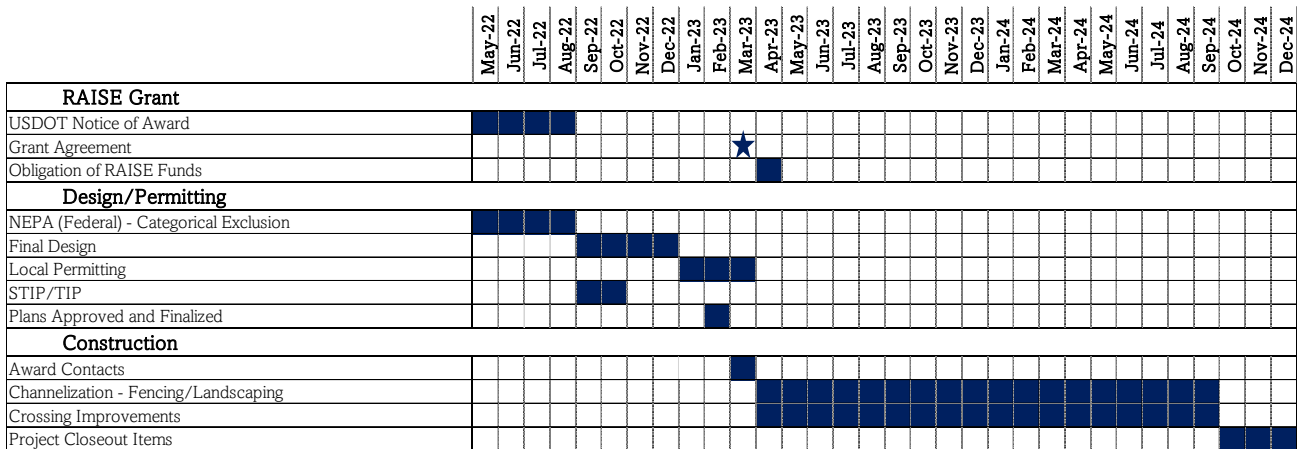 May-22 Jun-22 Jul-22 Aug-22 Sep-22 Oct-22 Nov-22 Dec-22 Jan-23 Feb-23 Mar-23 Apr-23 May-23 Jun-23 Jul-23 Aug-23 Sep-23 Oct-23 Nov-23 Dec-23 Jan-24 Feb-24 Mar-24 Apr-24 May-24 Jun-24 Jul-24 Aug-24 Sep-24 Oct-24 Nov-24 Dec-24
RAISE Grant
USDOT Notice of Award
Grant Agreement
Obligation of RAISE Funds
Design/Permitting
NEPA (Federal) - Categorical Exclusion
Final Design
Local Permitting
STIP/TIP
Plans Approved and Finalized
Construction
Award Contacts
Channelization - Fencing/Landscaping
Crossing Improvements
Project Closeout Items